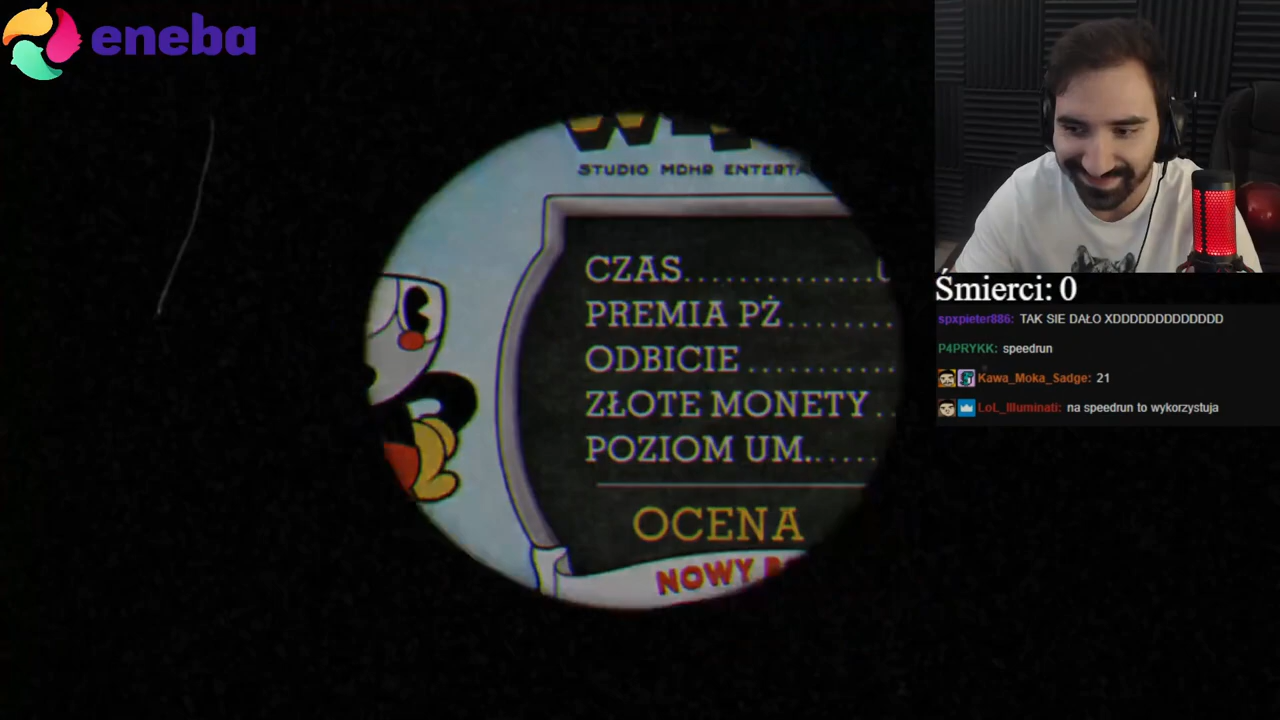 eneba
STUDIO MDHR
CZAS
PREMIA PŻ
ODBICIE
ZŁOTE MONETY
POZIOM UM.
OCENA
NOWY
Śmierci: 0
spxpieter886: TAK SIE DAŁO XDDDDDDDDDDDDD
P4PRYKK: speedrun
Kawa_Moka_Sadge: 21
LoL_Illuminati: na speedrun to wykorzystuja